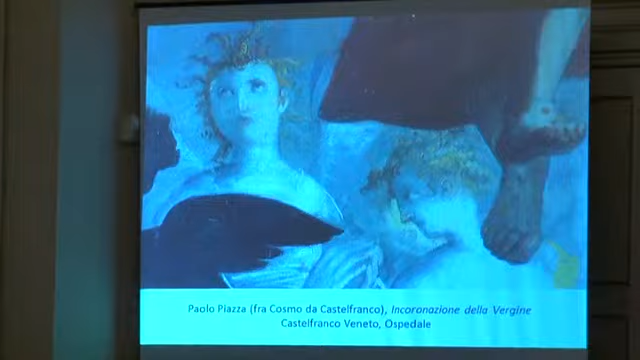 Paolo Piazza (fra Cosmo da Castelfranco), Incoronazione della Vergine
Castelfranco Veneto, Ospedale